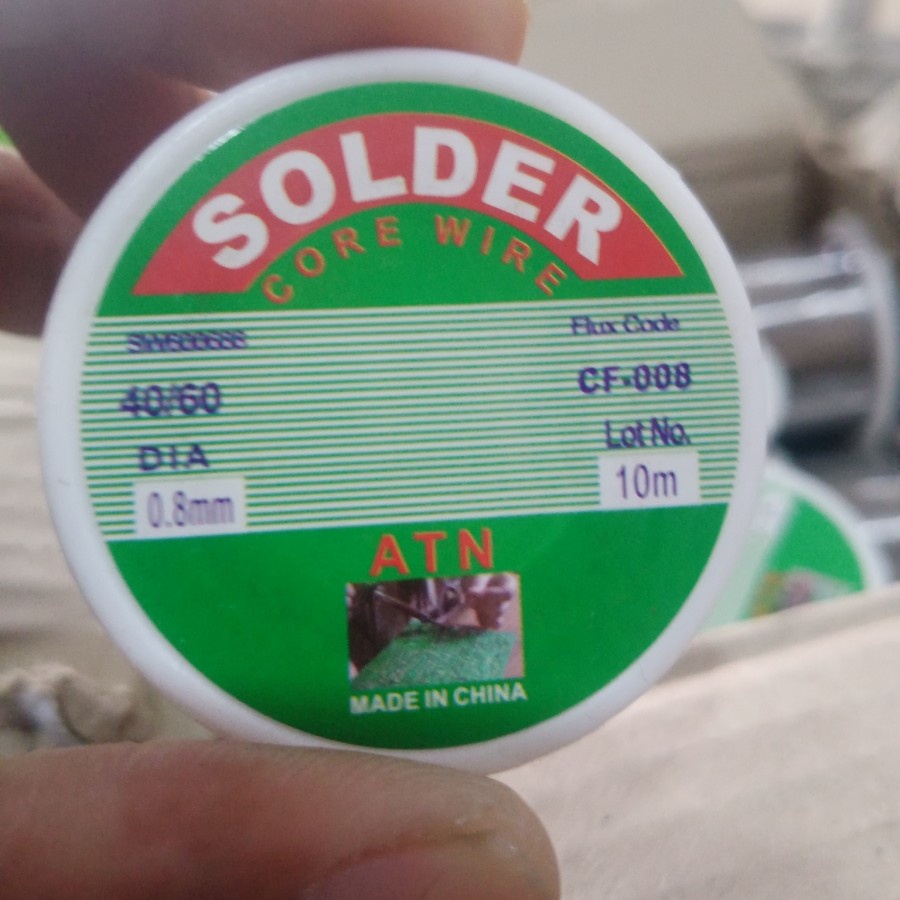 SOLDER
CORE WIRE
Flux Code
40/60
CF-008
DIA
Lot No.
0.8mm
10m
ATN
MADE IN CHINA